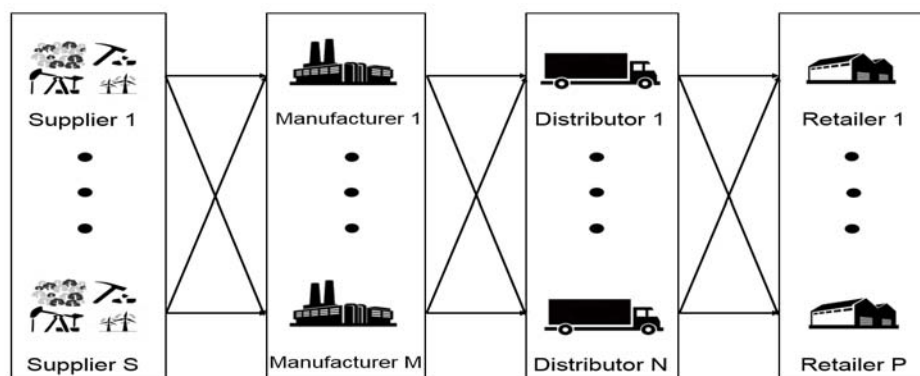 Supplier 1
Manufacturer 1
Distributor 1
Retailer 1
Supplier S
Manufacturer M
Distributor N
Retailer P